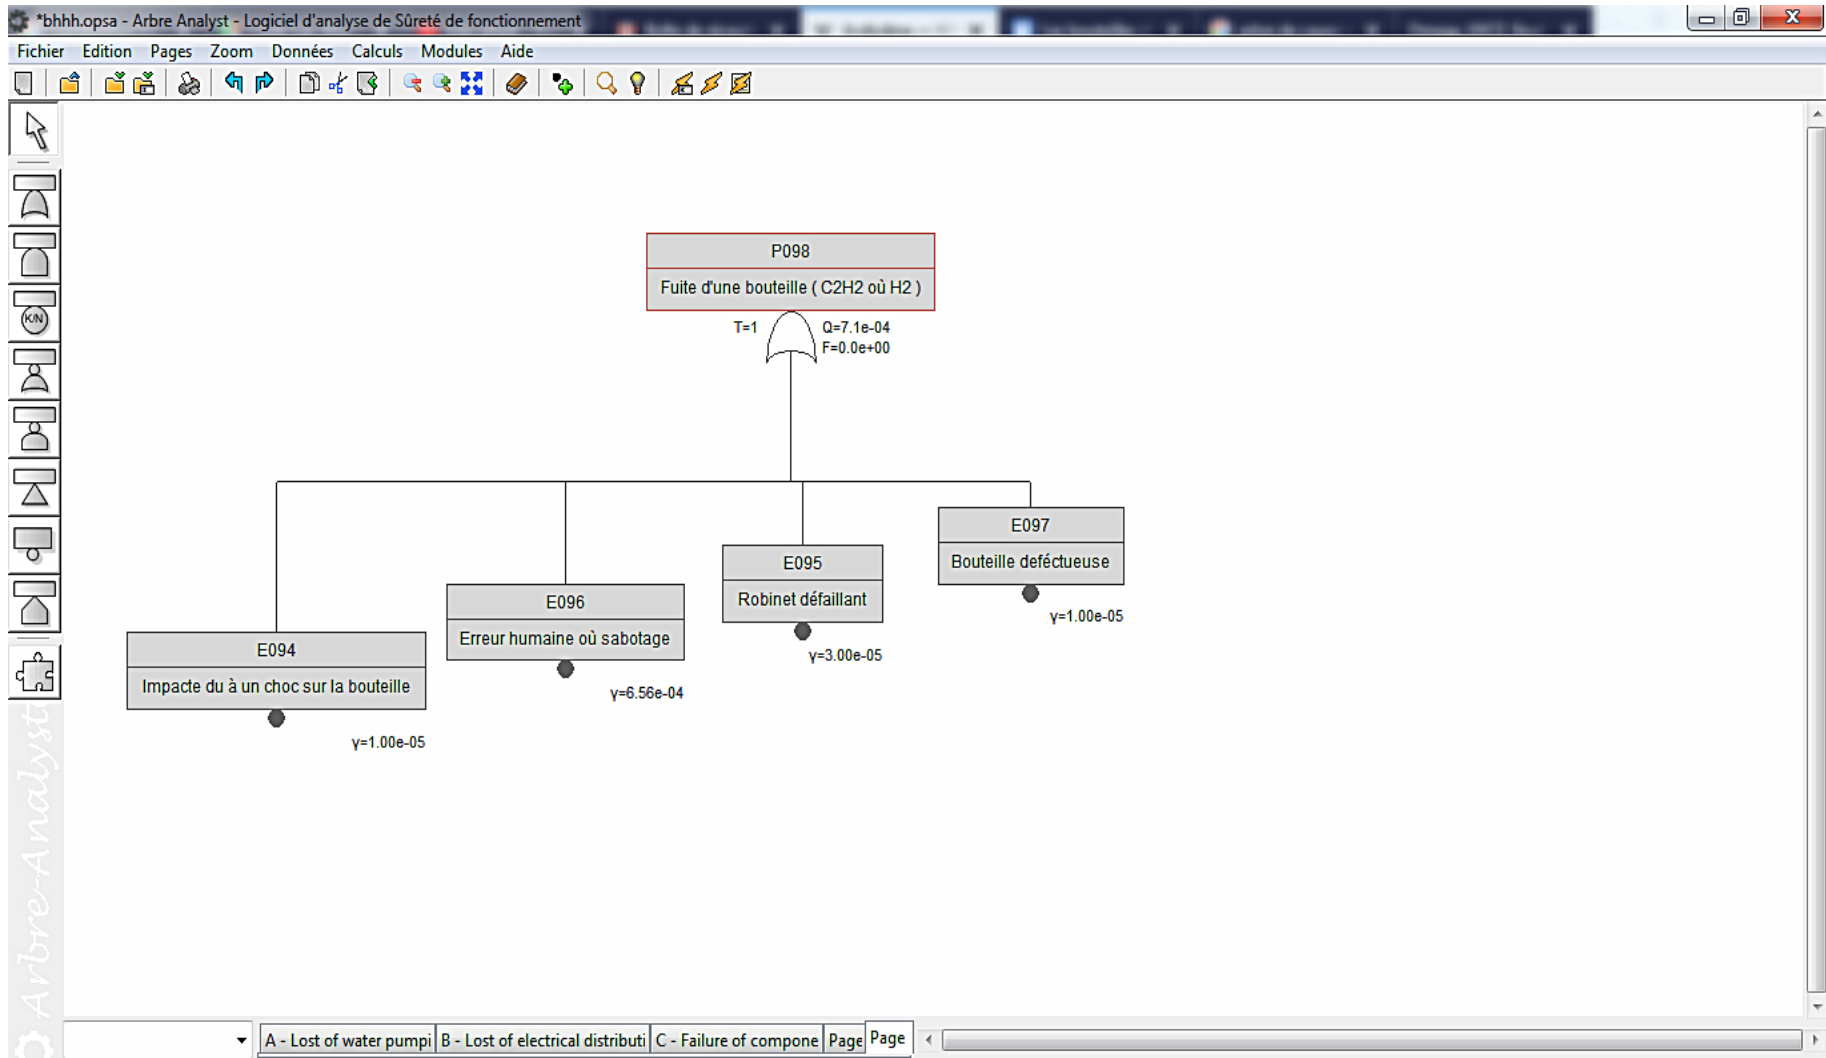 *bhhh.opsa - Arbre Analyst - Logiciel d'analyse de Sûreté de fonctionnement
Fichier Edition Pages Zoom Données Calculs Modules Aide
K/N
P098
Fuite d'une bouteille ( C2H2 où H2 )
T=1
Q=7.1e-04
F=0.0e+00
E097
Bouteille deféctueuse
γ=1.00e-05
E095
Robinet défaillant
γ=3.00e-05
E096
Erreur humaine où sabotage
γ=6.56e-04
E094
Impacte du à un choc sur la bouteille
γ=1.00e-05
Arbre-Analyst
A - Lost of water pumpi B - Lost of electrical distributi C - Failure of compone Page Page